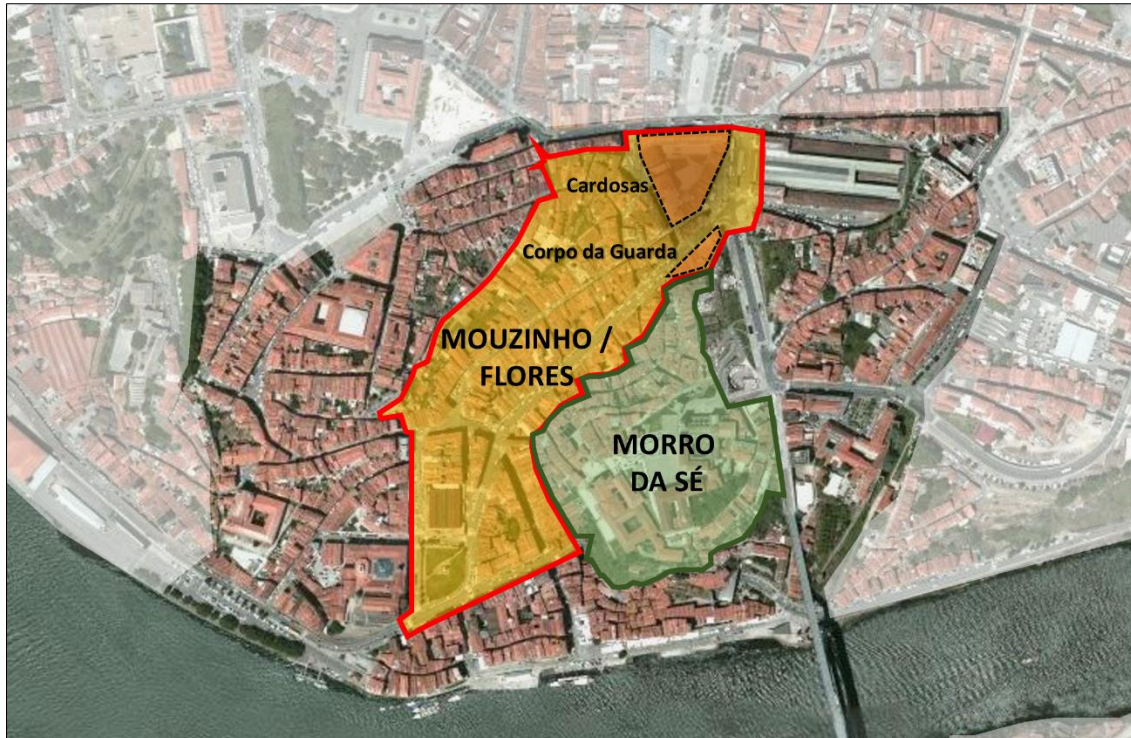 Cardosas
Corpo da Guarda
MOUZINHO /
FLORES
MORRO
DA SÉ